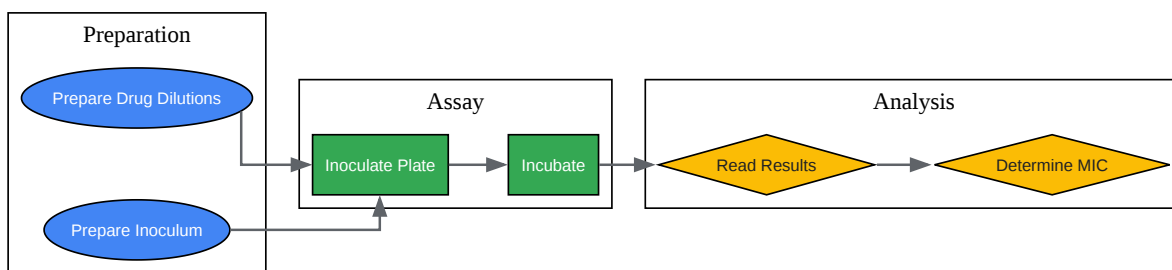 Preparation
Prepare Drug Dilutions
Prepare Inoculum
Assay
Inoculate Plate
Incubate
Analysis
Read Results
Determine MIC